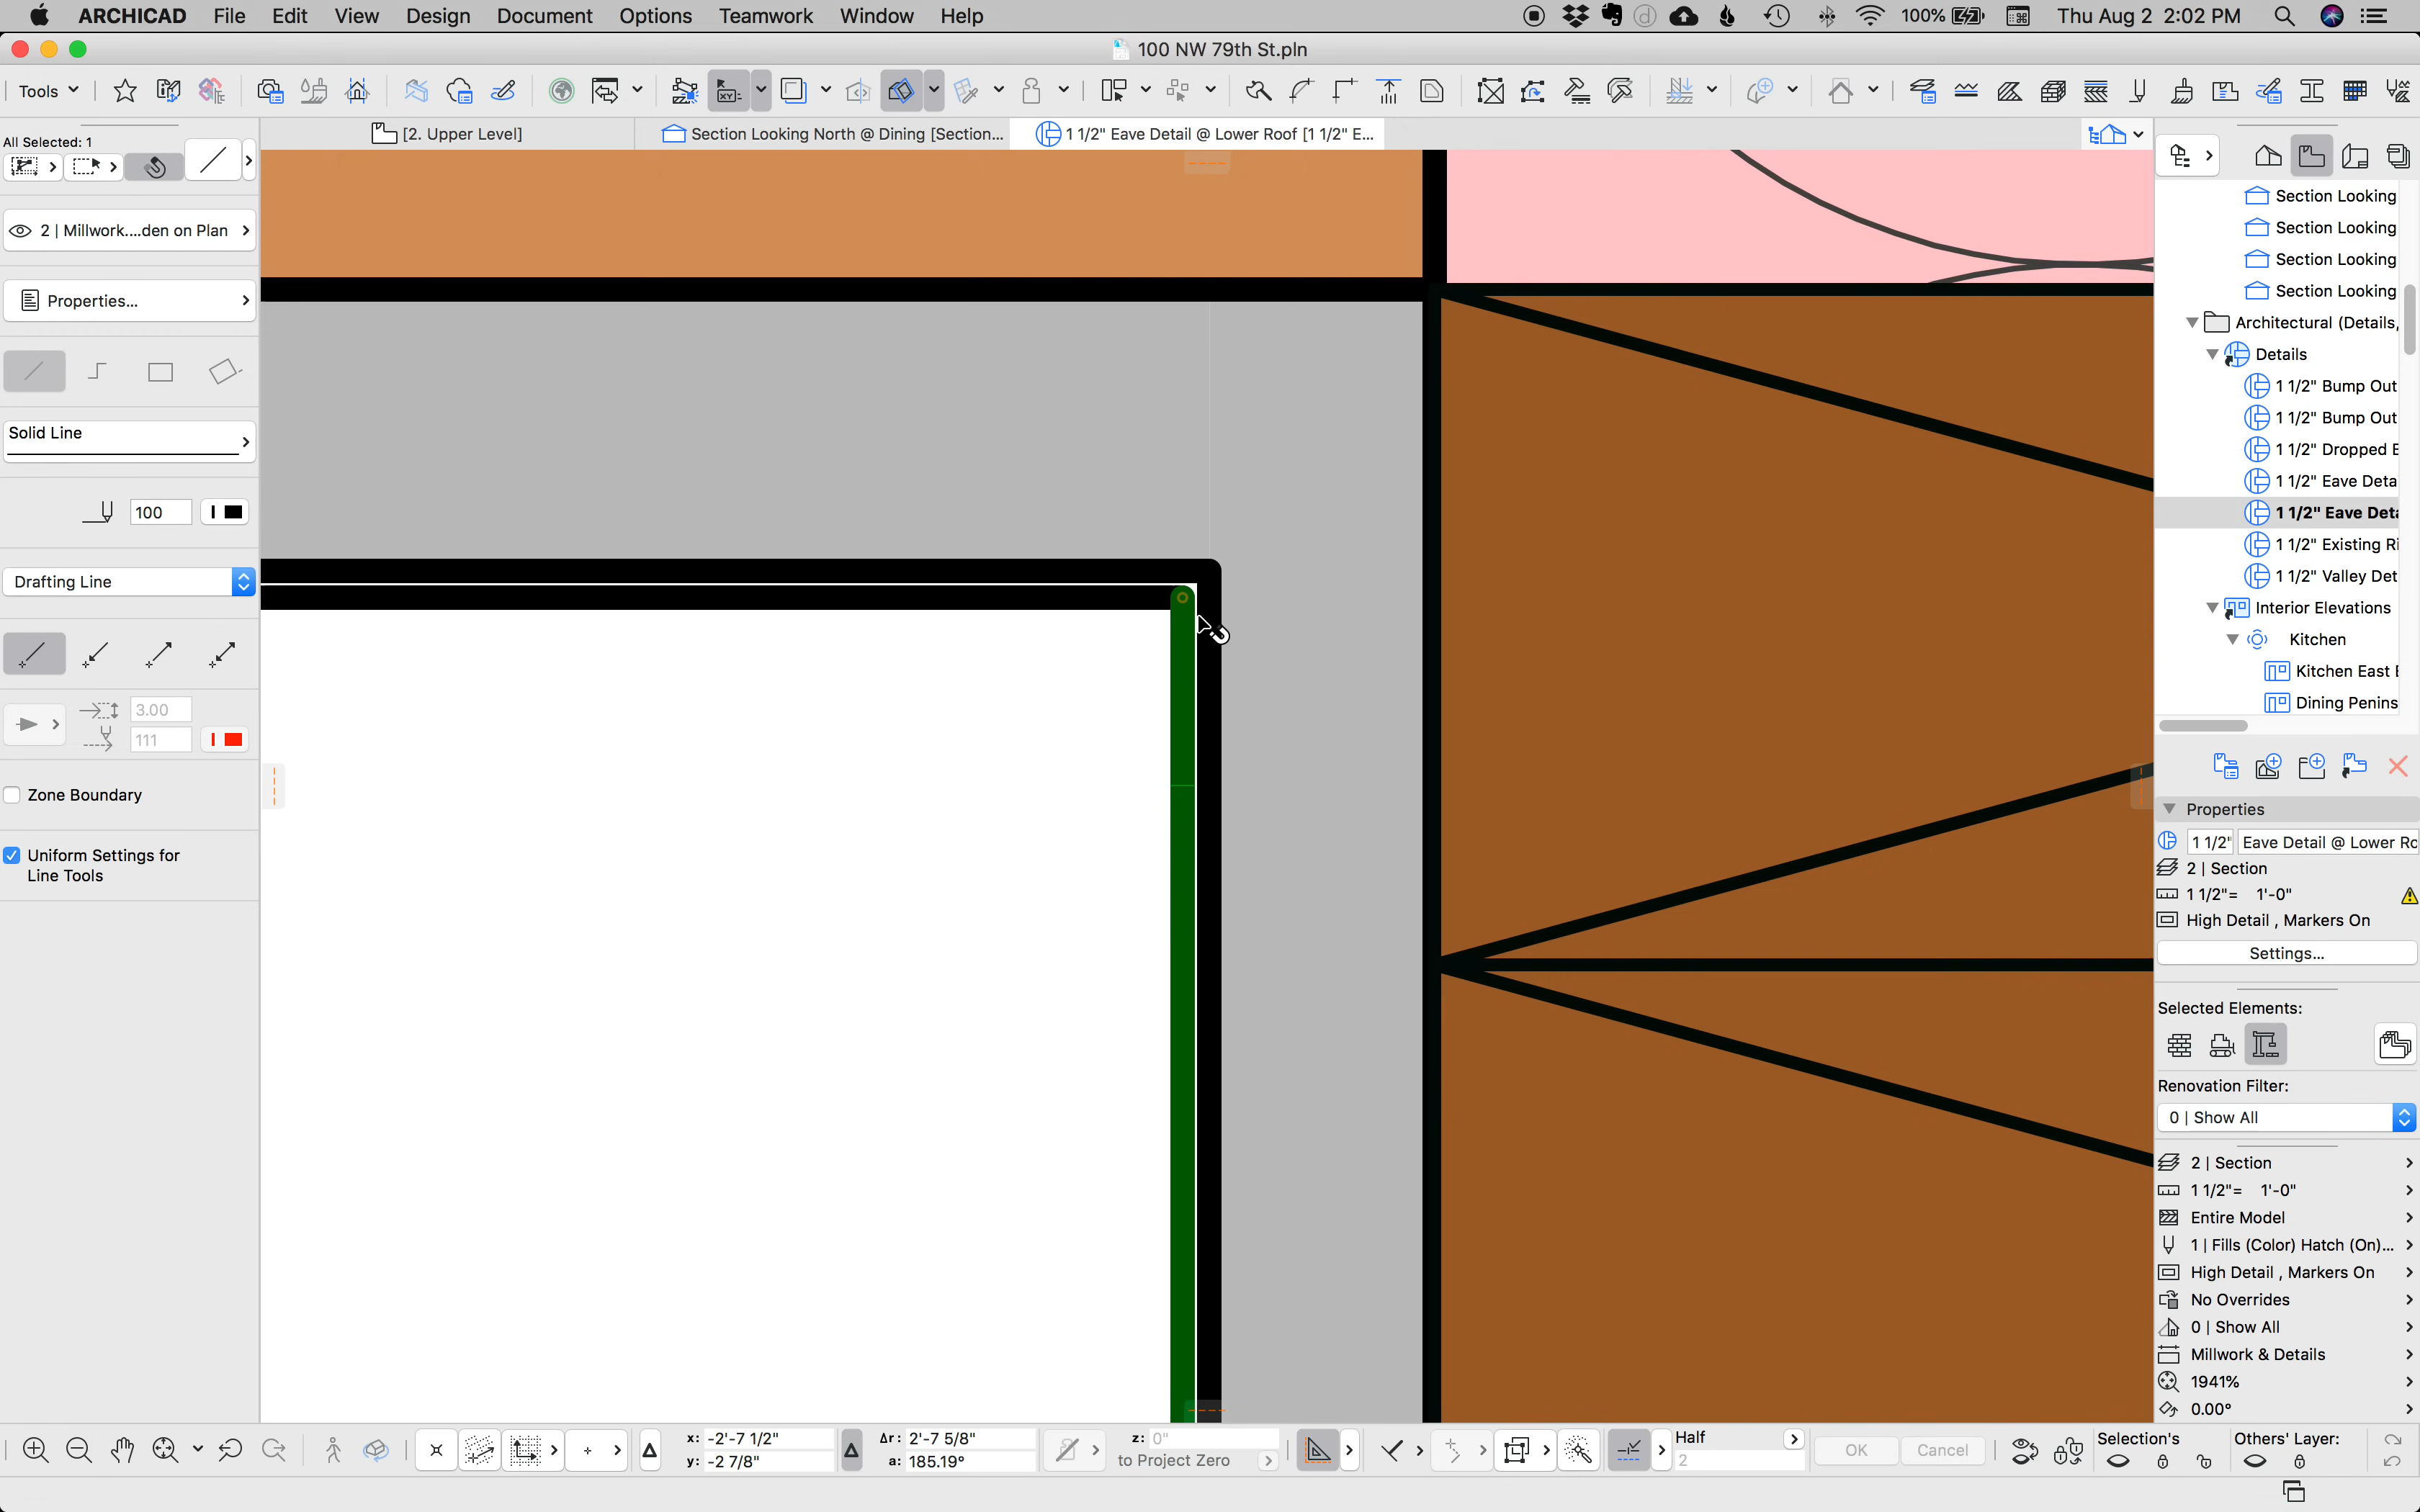 ARCHICAD File Edit View Design Document Options Teamwork Window Help
100% Thu Aug 2 2:02 PM
100 NW 79th St.pln
Tools
[2. Upper Level]
Section Looking North @ Dining [Section...
1 1/2" Eave Detail @ Lower Roof [1 1/2" E...
All Selected: 1
2 | Millwork....den on Plan
Properties...
Solid Line
100
Drafting Line
3.00
111
Zone Boundary
Uniform Settings for
Line Tools
Section Looking
Section Looking
Section Looking
Section Looking
Architectural (Details,
Details
1 1/2" Bump Out
1 1/2" Bump Out
1 1/2" Dropped
1 1/2" Eave Deta
1 1/2" Eave Deta
1 1/2" Existing Ri
1 1/2" Valley Det
Interior Elevations
Kitchen
Kitchen East
Dining Penins
Properties
1 1/2" Eave Detail @ Lower Ro
2 | Section
1 1/2"= 1'-0"
High Detail , Markers On
Settings...
Selected Elements:
Renovation Filter:
0 | Show All
2 | Section
1 1/2"= 1'-0"
Entire Model
1 | Fills (Color) Hatch (On)...
High Detail , Markers On
No Overrides
0 | Show All
Millwork & Details
1941%
0.00°
x: -2'-7 1/2"
y: -2 7/8"
Δr: 2'-7 5/8"
a: 185.19°
z: 0"
to Project Zero
Half
2
OK
Cancel
Selection's
Others' Layer: